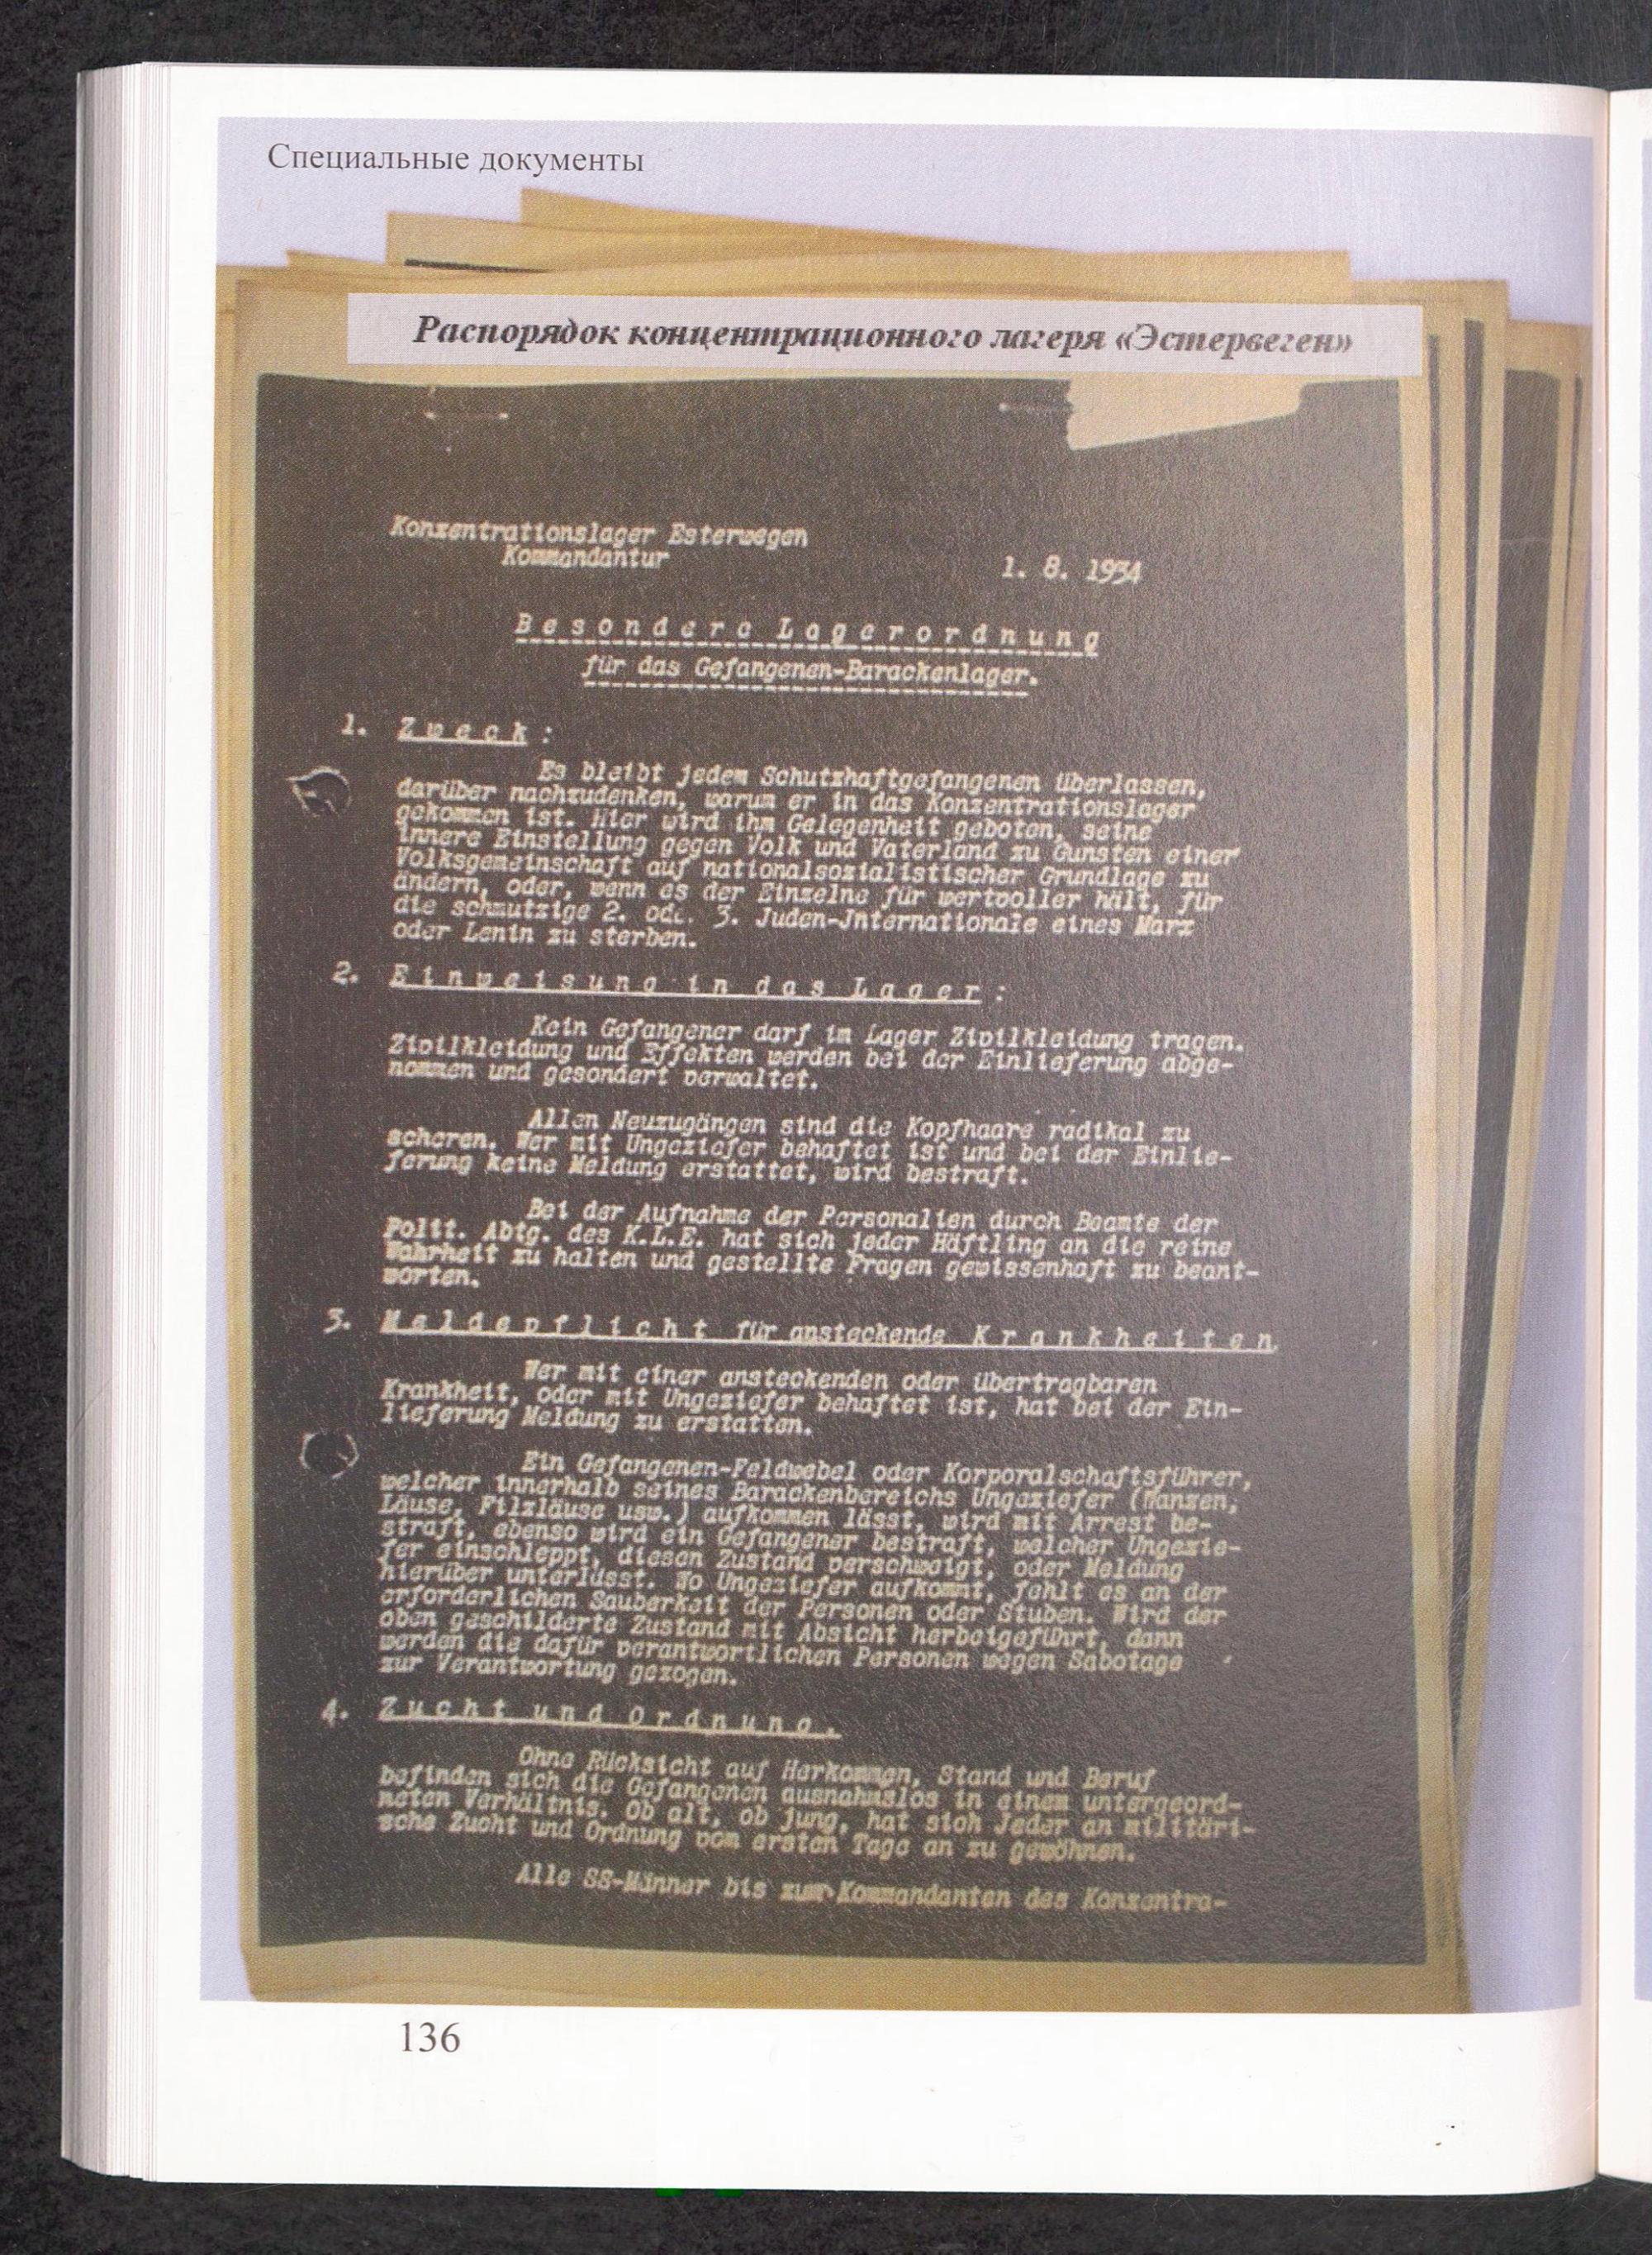 Специальные документы
Распорядок концентрационного лагеря «Эстервеген»
Konzentrationslager Esterwegen
Kommandantur
1. 8. 1934
Besondere Lagerordnung
für das Gefangenen-Barackenlager.
1. Zweck:
Es bleibt jedem Schutzhaftgefangenen überlassen,
darüber nachzudenken, warum er in das Konzentrationslager
gekommen ist. Hier wird ihm Gelegenheit geboten, seine
innere Einstellung gegen Volk und Vaterland zu Gunsten einer
Volksgemeinschaft auf nationalsozialistischer Grundlage zu
ändern, oder, wenn es der Einzelne für wertvoller hält, für
die schmutzige 2. od. 3. Juden-Jnternationale eines Marx
oder Lenin zu sterben.
2. Einweisung in das Lager:
Kein Gefangener darf im Lager Zivilkleidung tragen.
Zivilkleidung und Effekten werden bei der Einlieferung abge-
nommen und gesondert verwaltet.
Allen Neuzugängen sind die Kopfhaare radikal zu
scheren. Wer mit Ungeziefer behaftet ist und bei der Einlie-
ferung keine Meldung erstattet, wird bestraft.
Bei der Aufnahme der Personalien durch Beamte der
Polit. Abtg. des K.L.E. hat sich jeder Häftling an die reine
Wahrheit zu halten und gestellte Fragen gewissenhaft zu beant-
worten.
3. Meldepflicht für ansteckende Krankheiten
Wer mit einer ansteckenden oder übertragbaren
Krankheit, oder mit Ungeziefer behaftet ist, hat bei der Ein-
lieferung Meldung zu erstatten.
Ein Gefangenen-Feldwebel oder Korporalschaftsführer,
welcher innerhalb seines Barackenbereichs Ungeziefer (Wanzen,
Läuse, Filzläuse usw.) aufkommen lässt, wird mit Arrest be-
straft, ebenso wird ein Gefangener bestraft, welcher Ungezie-
fer einschleppt, diesen Zustand verschweigt, oder Meldung
hierüber unterlässt. Wo Ungeziefer aufkommt, fehlt es an der
erforderlichen Sauberkeit der Personen oder Stuben. Wird der
oben geschilderte Zustand mit Absicht herbeigeführt, dann
werden die dafür verantwortlichen Personen wegen Sabotage
zur Verantwortung gezogen.
4. Zucht und Ordnung.
Ohne Rücksicht auf Herkommen, Stand und Beruf
befinden sich die Gefangenen ausnahmslos in einem untergeord-
neten Verhältnis. Ob alt, ob jung, hat sich Jeder an militäri-
sche Zucht und Ordnung vom ersten Tage an zu gewöhnen.
Alle SS-Männer bis zum Kommandanten des Konzentra-
136